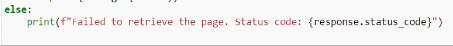 else:
    print(f"Failed to retrieve the page. Status code: {response.status_code}")